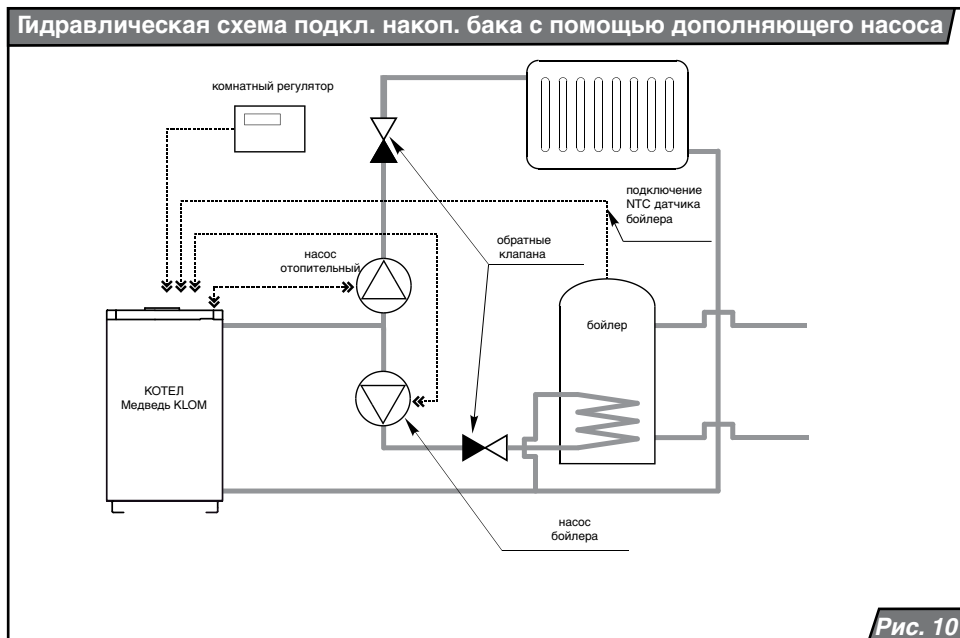 Гидравлическая схема подкл. накоп. бака с помощью дополняющего насоса
комнатный регулятор
подключение
NTC датчика
бойлера
обратные
клапана
насос
отопительный
бойлер
КОТЕЛ
Медведь KLOM
насос
бойлера
Рис. 10